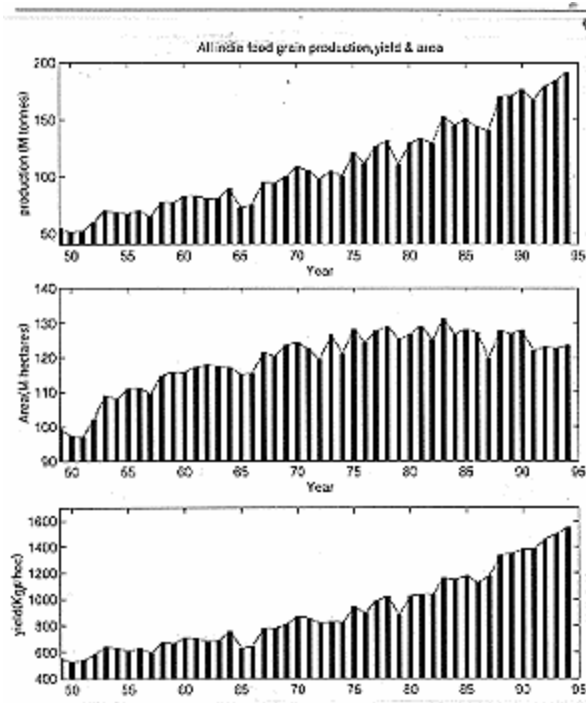 All india food grain production,yield & area
production (M tonnes)
200
150
100
50
50 55 60 65 70 75 80 85 90 95
Year
Area(M hectares)
140
130
120
110
100
90
50 55 60 65 70 75 80 85 90 95
Year
1600
1400
1200
1000
800
600
400
50 55 60 65 70 75 80 85 90 95